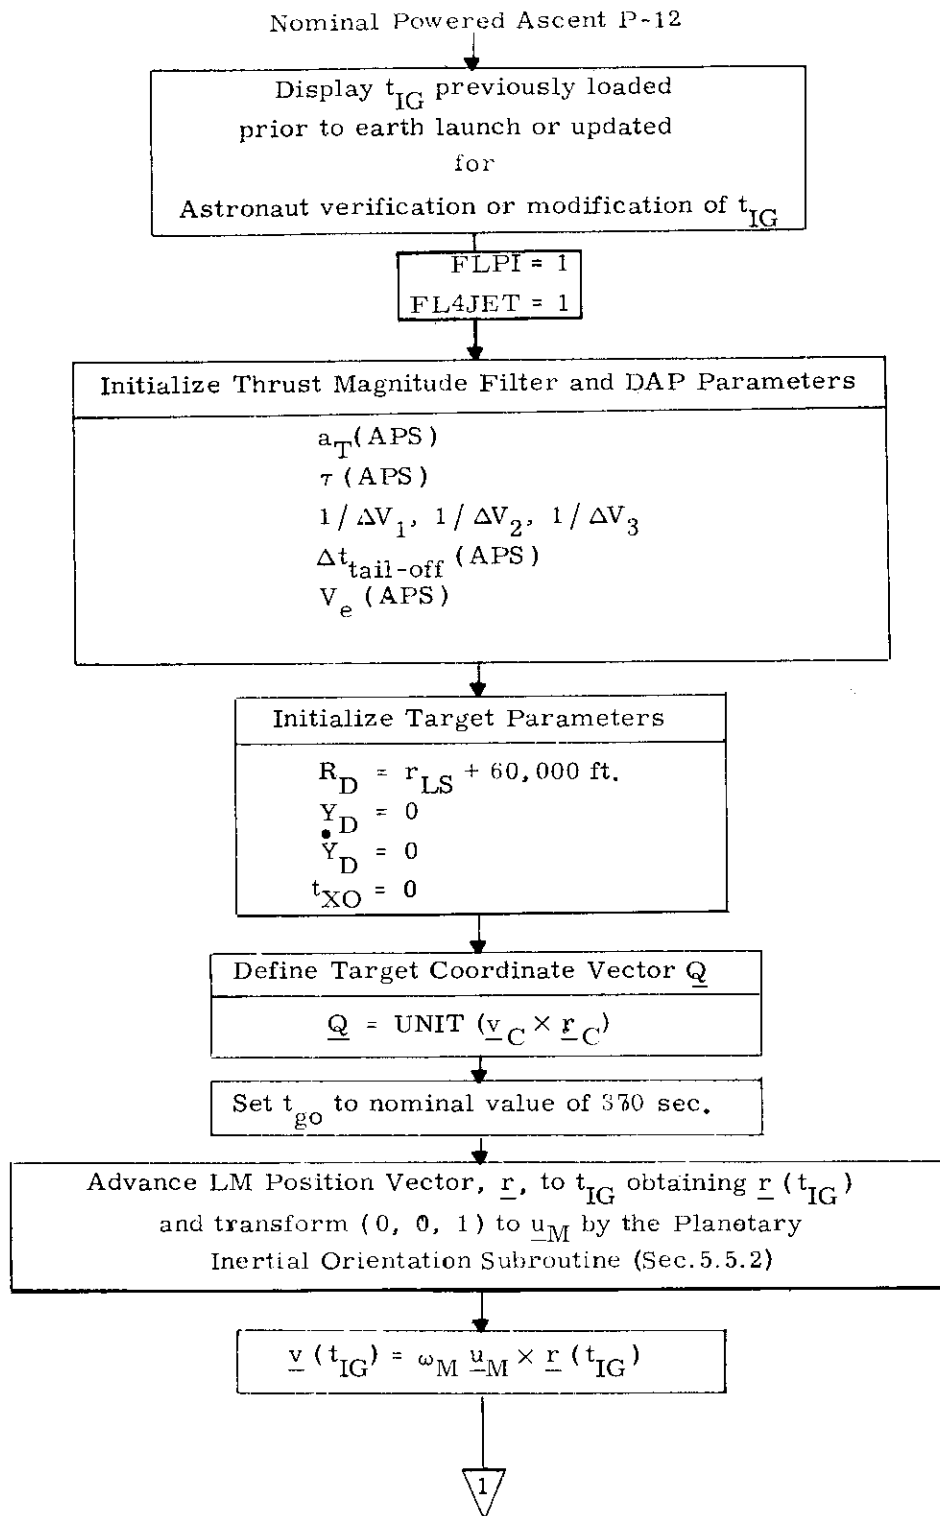 Nominal Powered Ascent P-12
Display t_IG previously loaded
prior to earth launch or updated
for
Astronaut verification or modification of t_IG
FLPI = 1
FL4JET = 1
Initialize Thrust Magnitude Filter and DAP Parameters
a_T (APS)
τ (APS)
1/ΔV_1, 1/ΔV_2, 1/ΔV_3
Δt_tail-off (APS)
V_e (APS)
Initialize Target Parameters
R_D = r_LS + 60,000 ft.
Y_D = 0
Ẏ_D = 0
t_XO = 0
Define Target Coordinate Vector Q
Q = UNIT (v_C × r_C)
Set t_go to nominal value of 370 sec.
Advance LM Position Vector, r, to t_IG obtaining r (t_IG)
and transform (0, 0, 1) to u_M by the Planetary
Inertial Orientation Subroutine (Sec. 5.5.2)
v (t_IG) = ω_M u_M × r (t_IG)
1